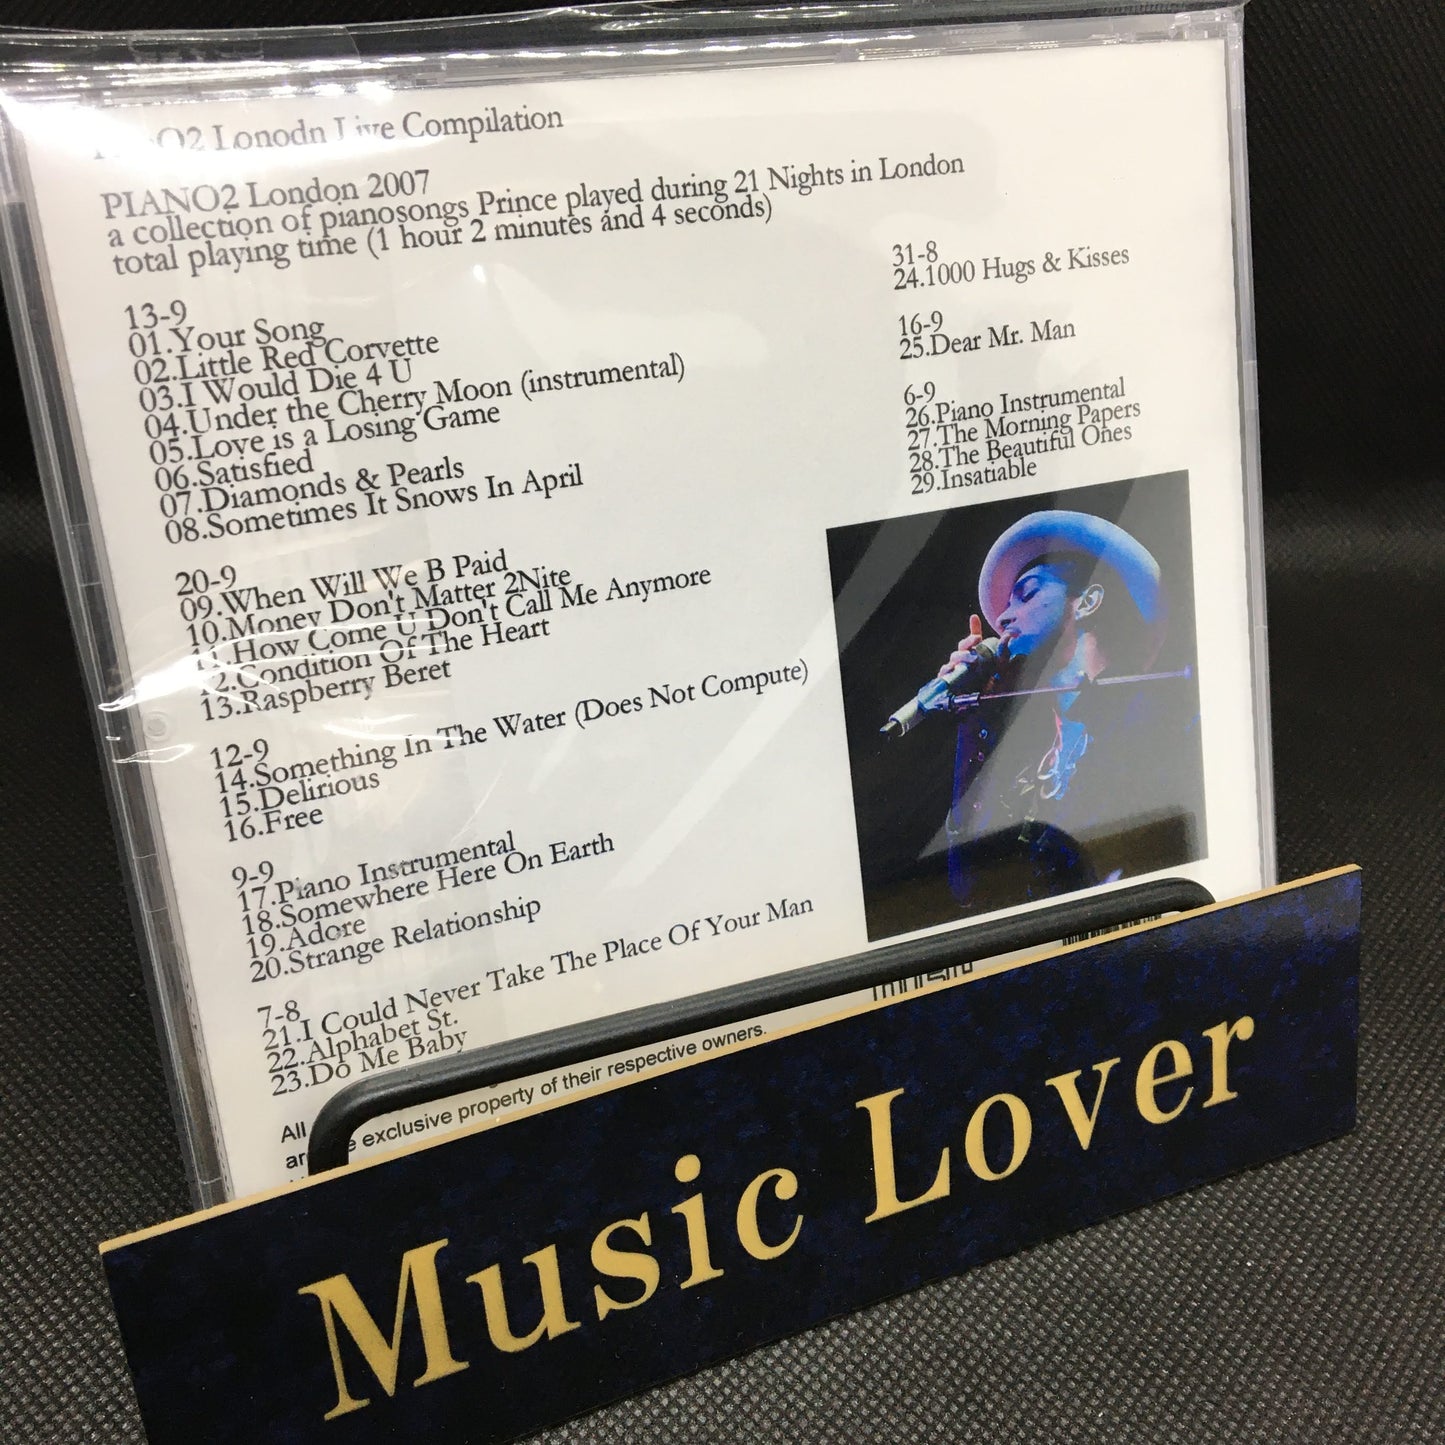 O2 Lonodn Live Compilation
PIANO2 London 2007
a collection of pianosongs Prince played during 21 Nights in London
total playing time (1 hour 2 minutes and 4 seconds)
13-9
01.Your Song
02.Little Red Corvette
03.I Would Die 4 U
04.Under the Cherry Moon (instrumental)
05.Love is a Losing Game
06.Satisfied
07.Diamonds & Pearls
08.Sometimes It Snows In April
20-9
09.When Will We B Paid
10.Money Don't Matter 2Nite
11.How Come U Don't Call Me Anymore
12.Condition Of The Heart
13.Raspberry Beret
12-9
14.Something In The Water (Does Not Compute)
15.Delirious
16.Free
9-9
17.Piano Instrumental
18.Somewhere Here On Earth
19.Adore
20.Strange Relationship
7-8
21.I Could Never Take The Place Of Your Man
22.Alphabet St.
23.Do Me Baby
31-8
24.1000 Hugs & Kisses
16-9
25.Dear Mr. Man
6-9
26.Piano Instrumental
27.The Morning Papers
28.The Beautiful Ones
29.Insatiable
All
exclusive property of their respective owners.
Music Lover